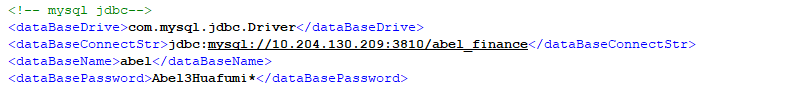 <!-- mysql jdbc-->
<dataBaseDrive>com.mysql.jdbc.Driver</dataBaseDrive>
<dataBaseConnectStr>jdbc:mysql://10.204.130.209:3810/abel_finance</dataBaseConnectStr>
<dataBaseName>abel</dataBaseName>
<dataBasePassword>Abel3Huafumi*</dataBasePassword>